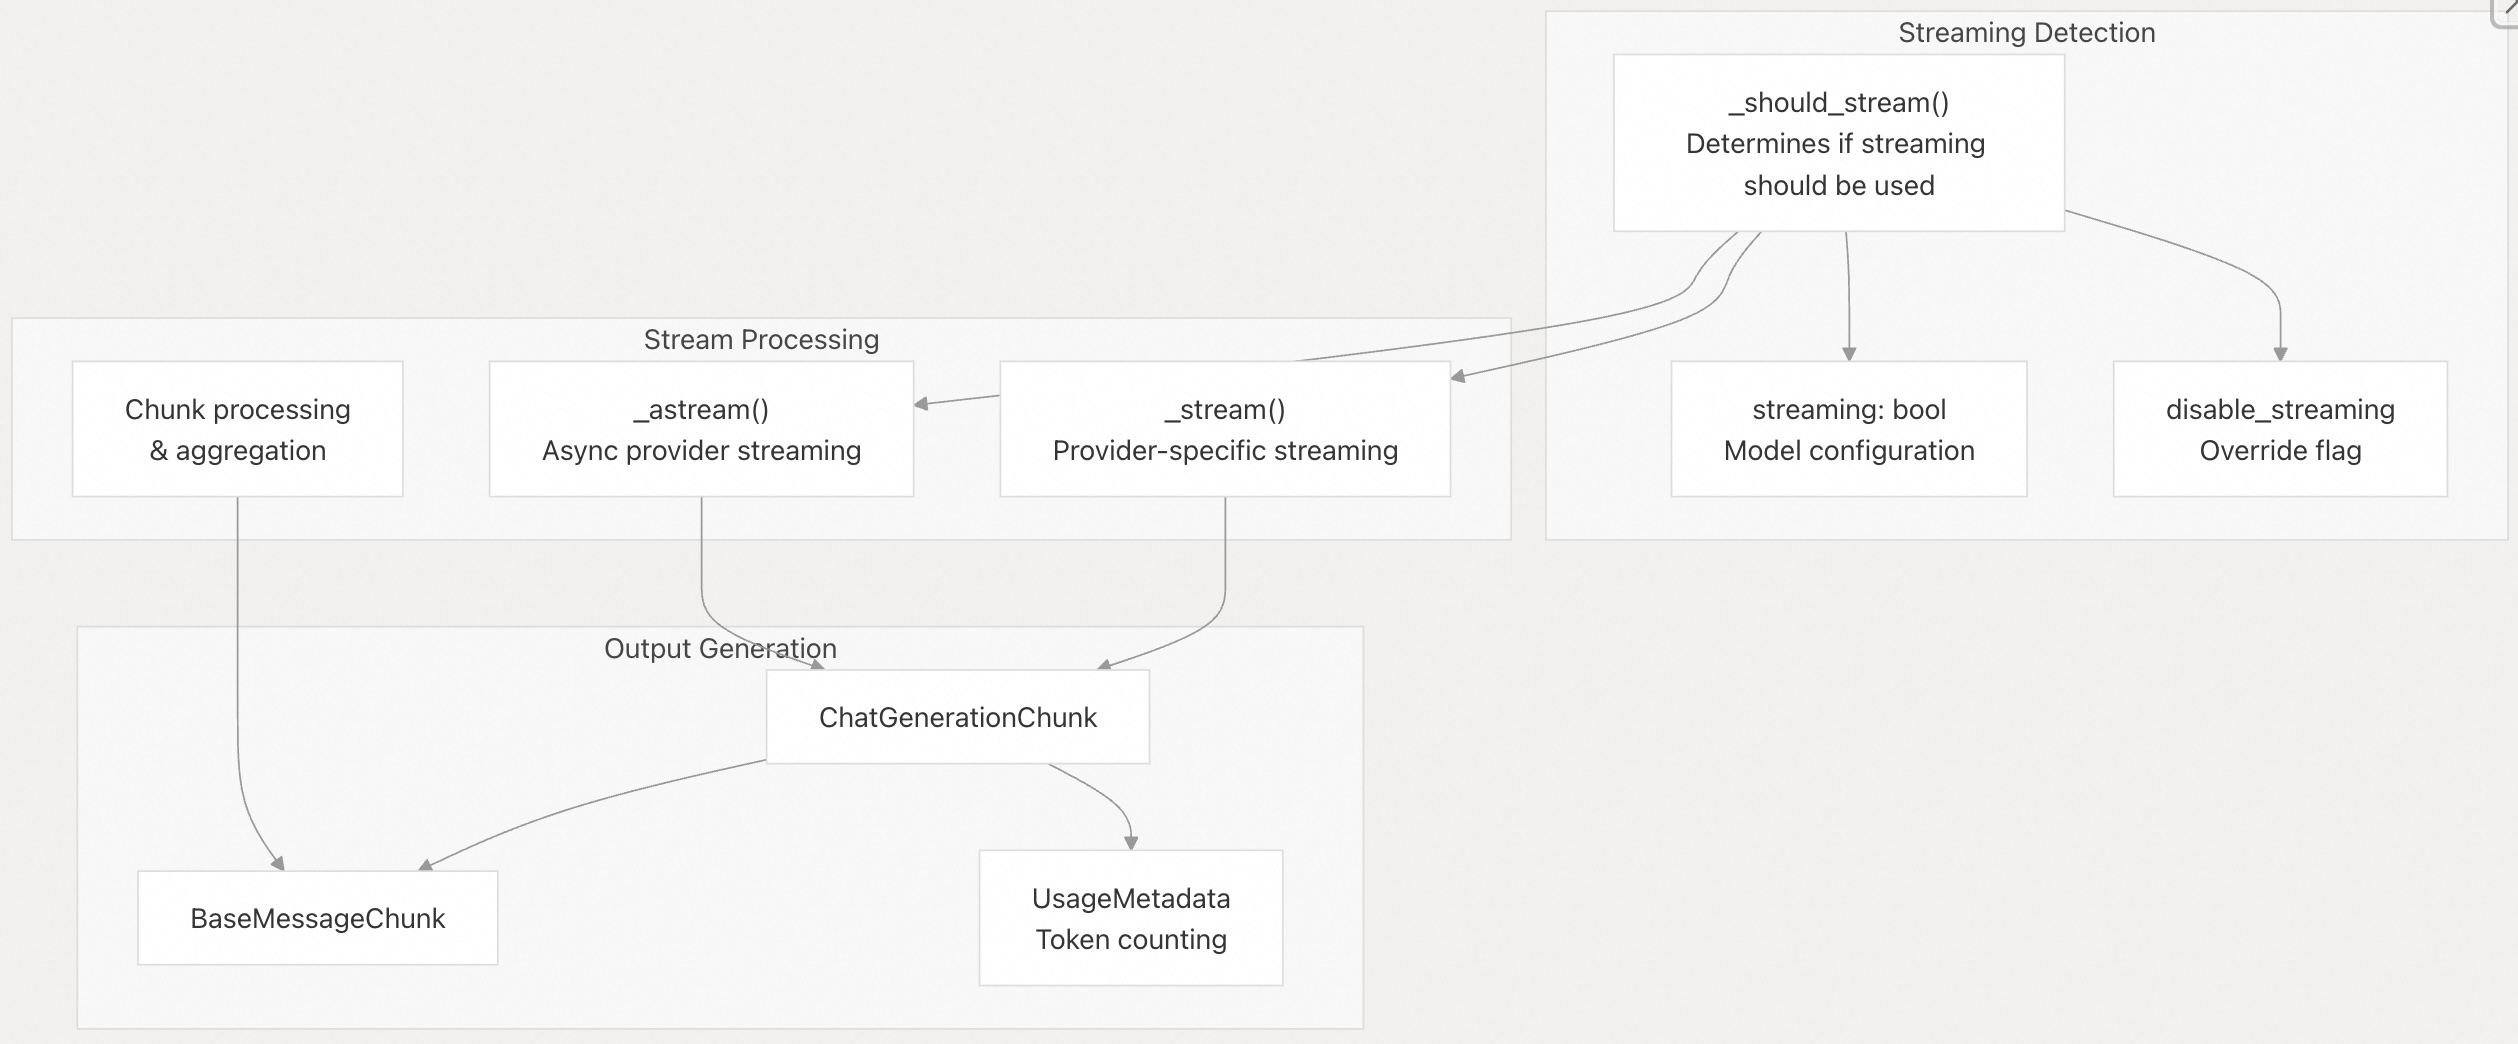 Streaming Detection
_should_stream()
Determines if streaming
should be used
Stream Processing
Chunk processing
& aggregation
_astream()
Async provider streaming
_stream()
Provider-specific streaming
streaming: bool
Model configuration
disable_streaming
Override flag
Output Generation
ChatGenerationChunk
BaseMessageChunk
UsageMetadata
Token counting